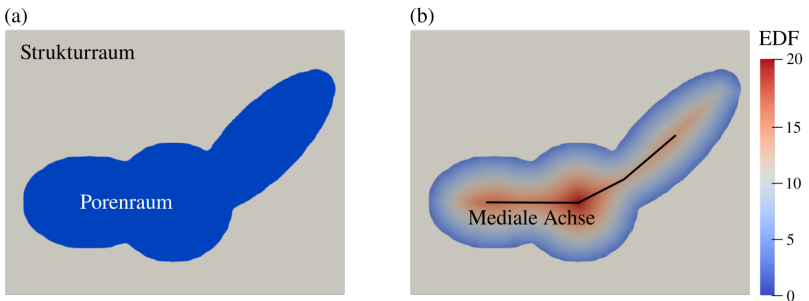 (a)
Strukturraum
Porenraum
(b)
Mediale Achse
EDF
20
15
10
5
0